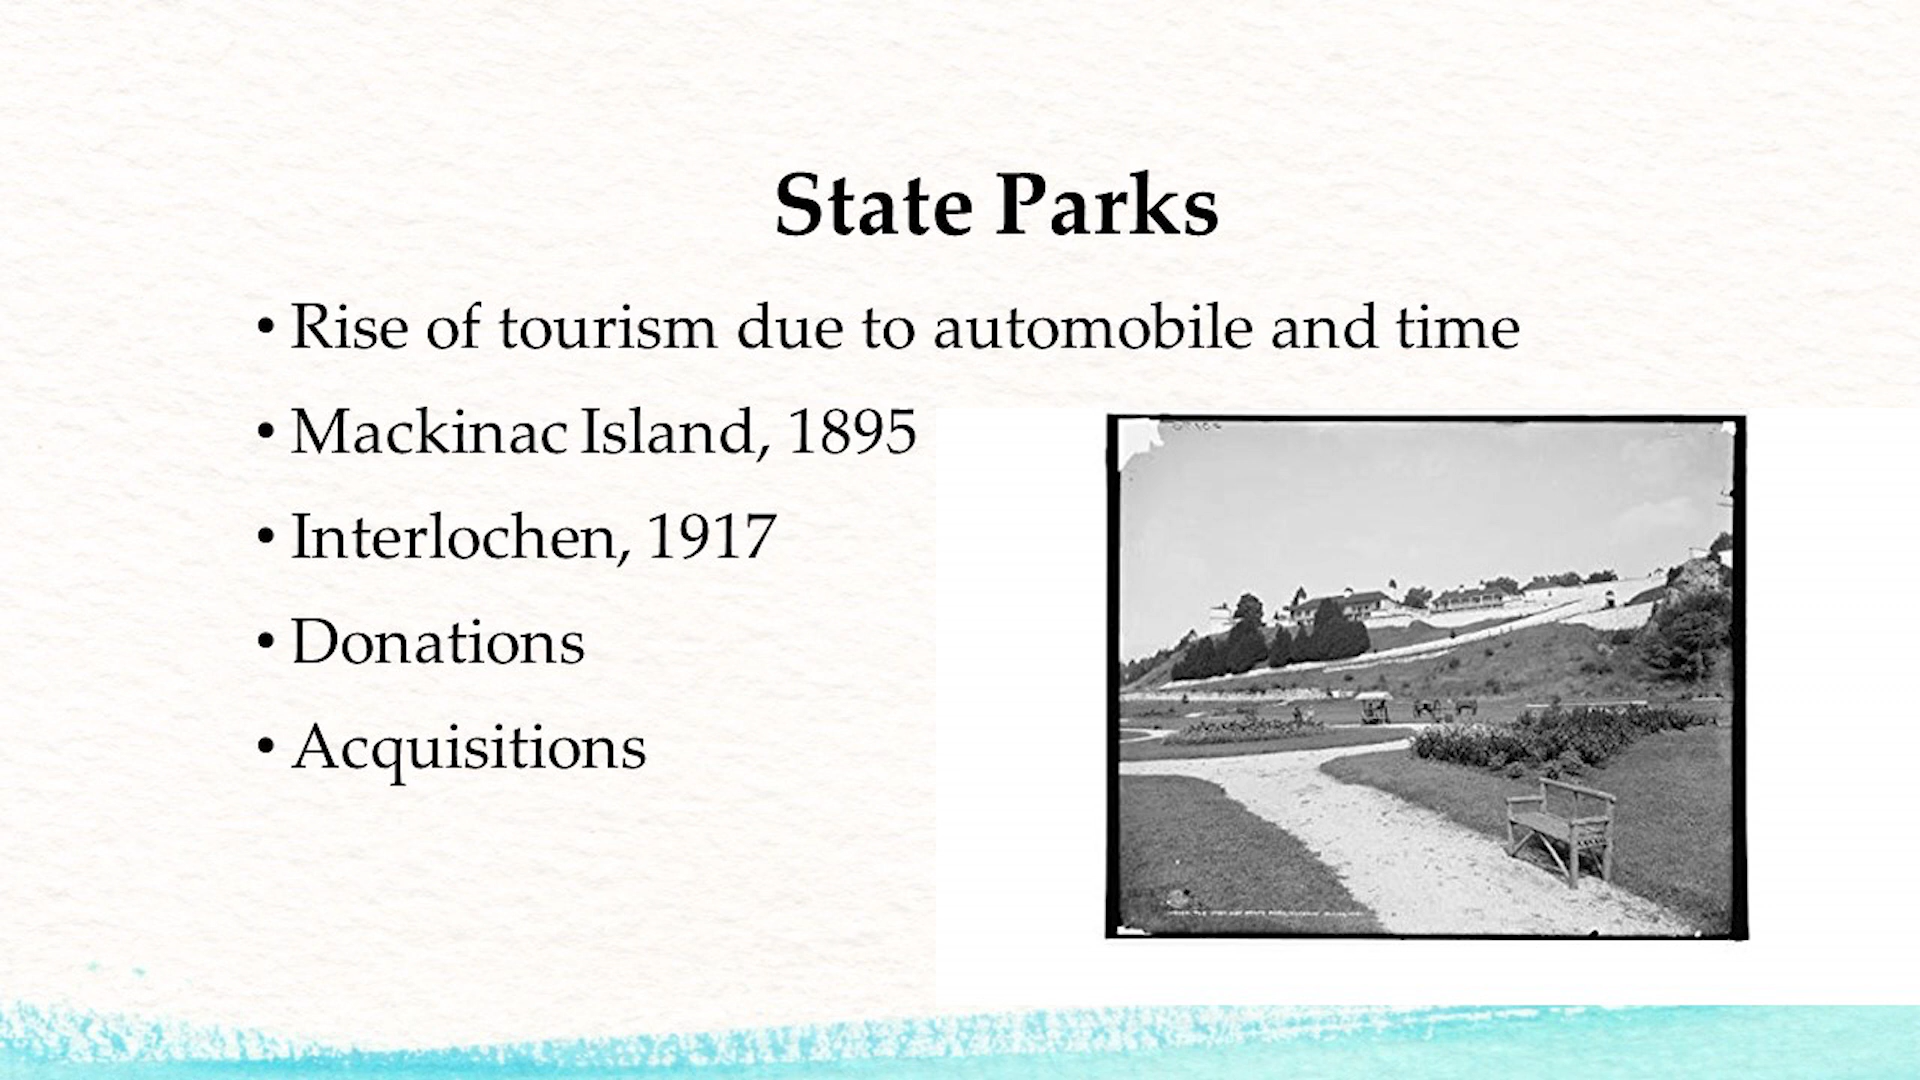 State Parks
• Rise of tourism due to automobile and time
• Mackinac Island, 1895
• Interlochen, 1917
• Donations
• Acquisitions